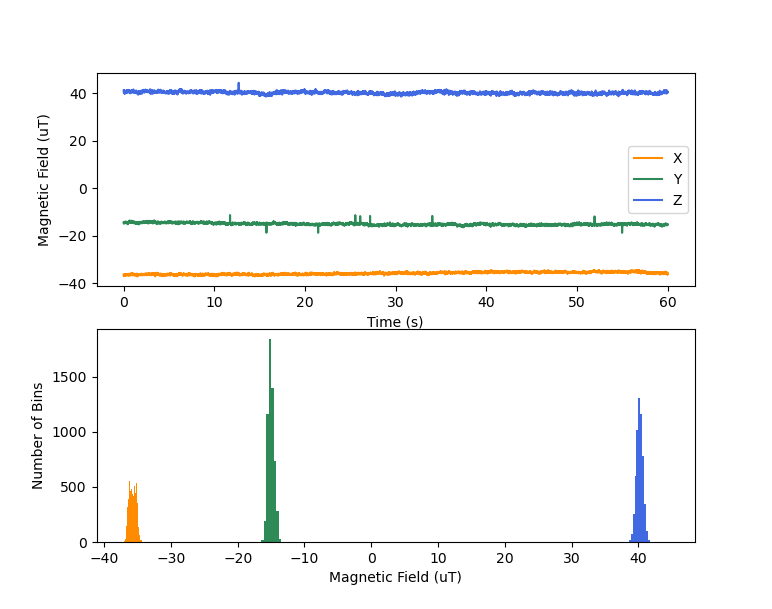 Magnetic Field (uT)
40
20
0
−20
−40
X
Y
Z
0 10 20 30 40 50 60
Time (s)
Number of Bins
1500
1000
500
0
−40 −30 −20 −10 0 10 20 30 40
Magnetic Field (uT)